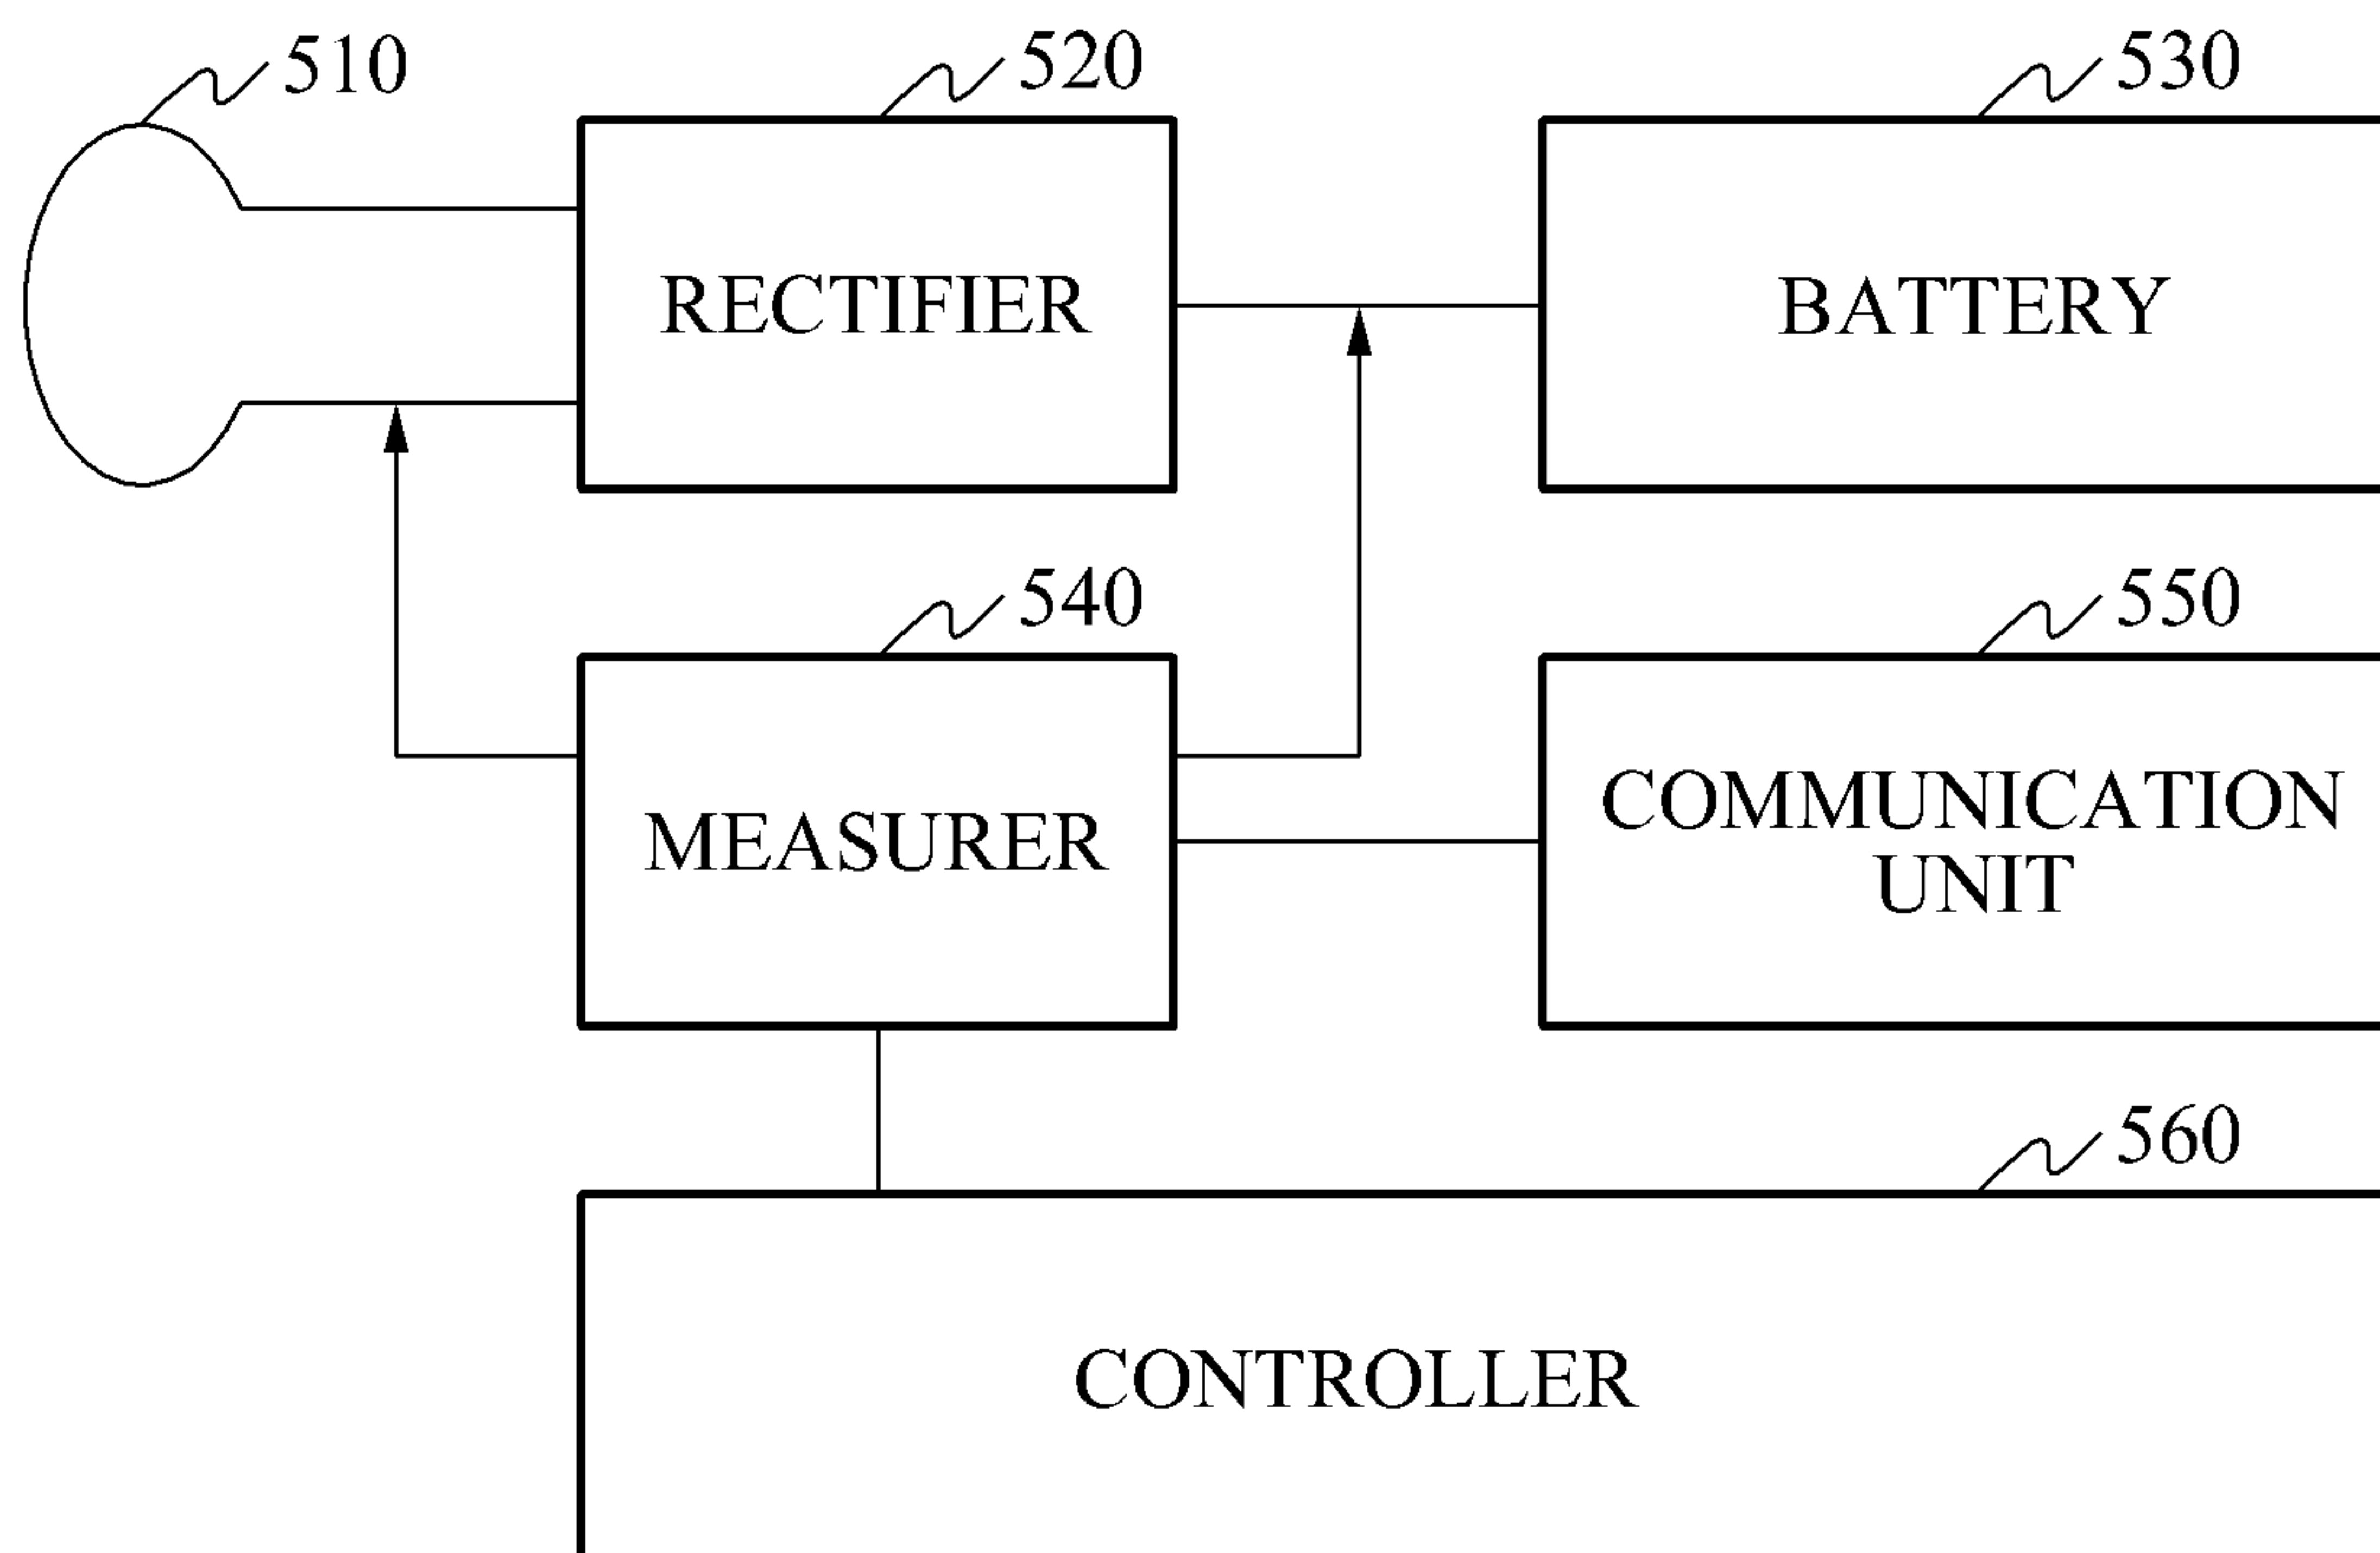 510
520
530
RECTIFIER
BATTERY
540
550
MEASURER
COMMUNICATION
UNIT
560
CONTROLLER